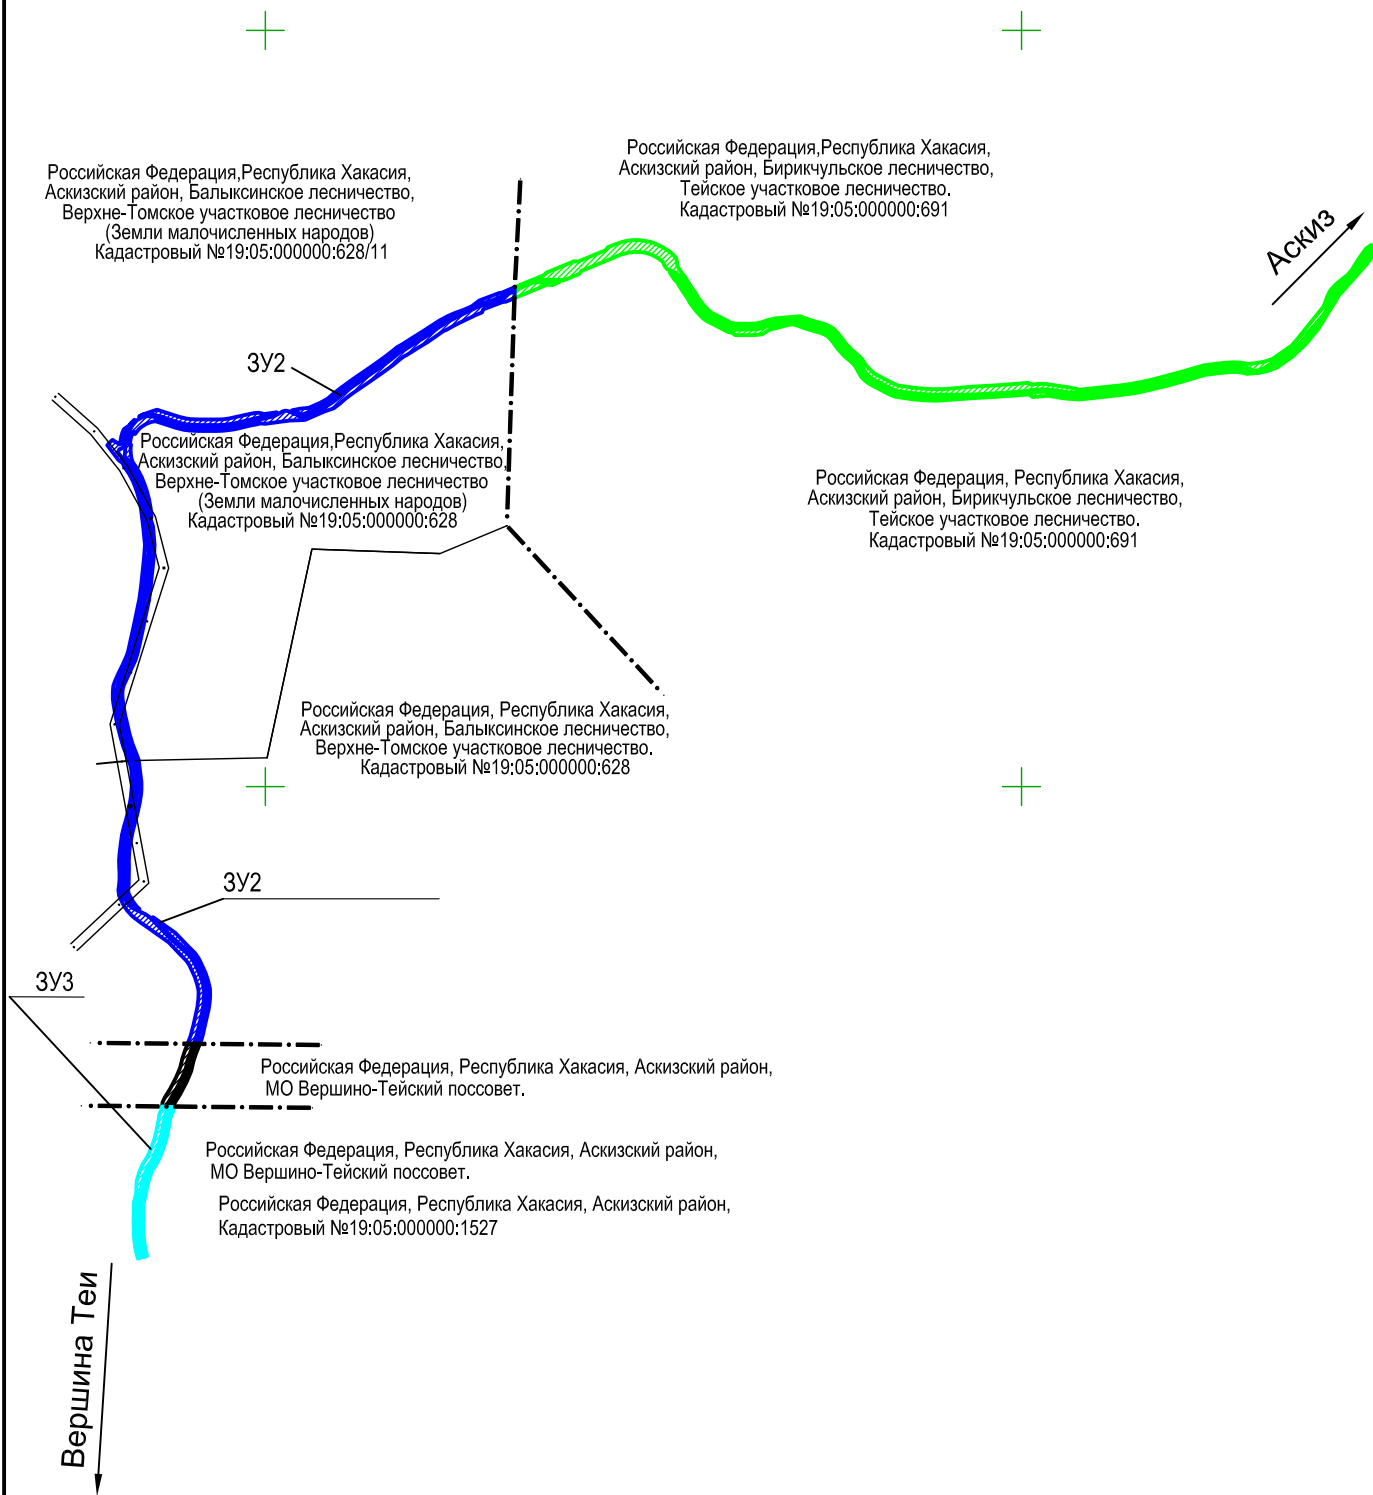 Российская Федерация,Республика Хакасия,
Аскизский район, Бирикчульское лесничество,
Тейское участковое лесничество.
Кадастровый №19:05:000000:691
Российская Федерация,Республика Хакасия,
Аскизский район, Балыксинское лесничество,
Верхне-Томское участковое лесничество
(Земли малочисленных народов)
Кадастровый №19:05:000000:628/11
Аскиз
ЗУ2
Российская Федерация,Республика Хакасия,
Аскизский район, Балыксинское лесничество,
Верхне-Томское участковое лесничество
(Земли малочисленных народов)
Кадастровый №19:05:000000:628
Российская Федерация, Республика Хакасия,
Аскизский район, Бирикчульское лесничество,
Тейское участковое лесничество.
Кадастровый №19:05:000000:691
Российская Федерация, Республика Хакасия,
Аскизский район, Балыксинское лесничество,
Верхне-Томское участковое лесничество.
Кадастровый №19:05:000000:628
ЗУ2
ЗУ3
Российская Федерация, Республика Хакасия, Аскизский район,
МО Вершино-Тейский поссовет.
Российская Федерация, Республика Хакасия, Аскизский район,
МО Вершино-Тейский поссовет.
Российская Федерация, Республика Хакасия, Аскизский район,
Кадастровый №19:05:000000:1527
Вершина Теи